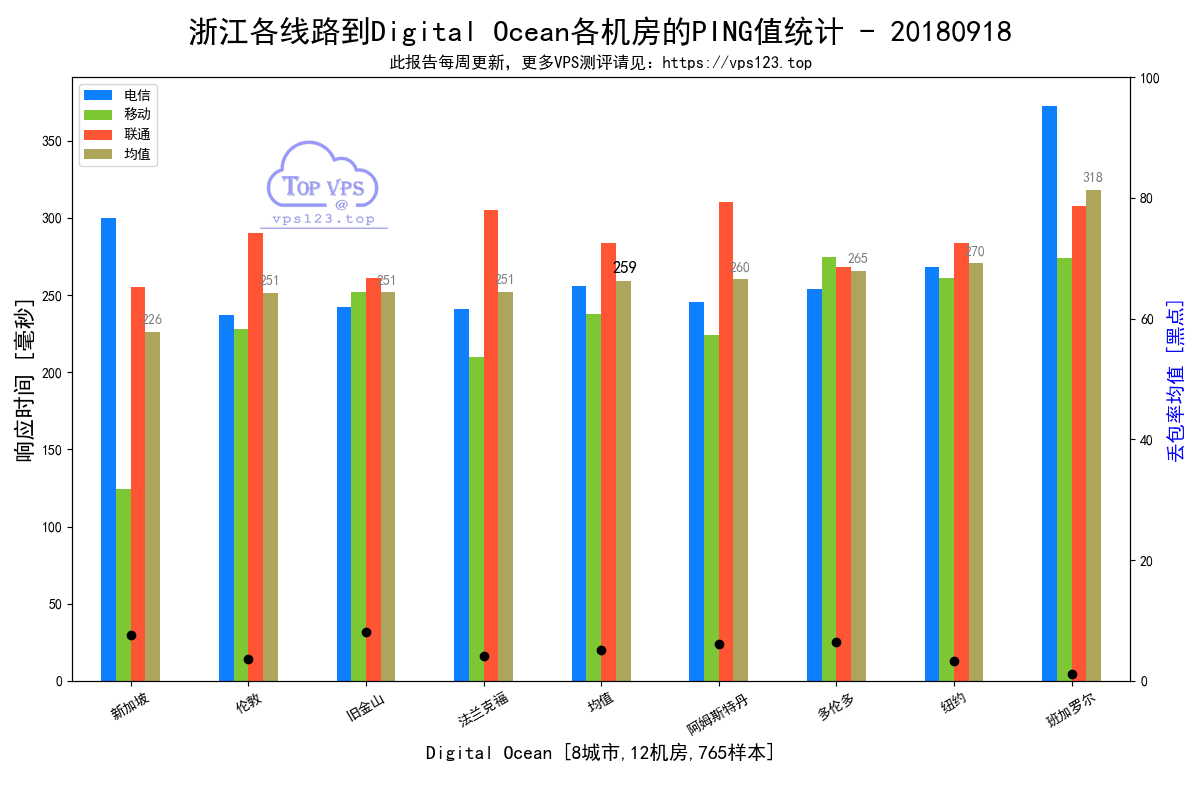 浙江各线路到Digital Ocean各机房的PING值统计 - 20180918
此报告每周更新，更多VPS测评请见：https://vps123.top
电信
移动
联通
均值
TOP VPS
@
vps123.top
响应时间 [毫秒]
350
300
250
200
150
100
50
0
226
251
251
251
259
260
265
270
318
100
80
60
40
20
0
丢包率均值 [黑点]
新加坡
伦敦
旧金山
法兰克福
均值
阿姆斯特丹
多伦多
纽约
班加罗尔
Digital Ocean [8城市,12机房,765样本]